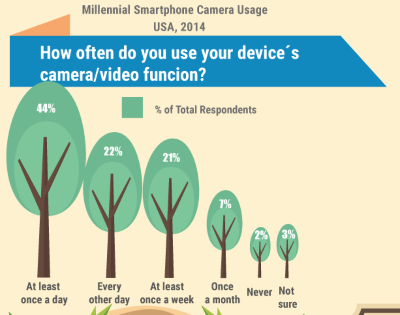 Millennial Smartphone Camera Usage
USA, 2014
How often do you use your device´s
camera/video funcion?
% of Total Respondents
44%
22%
21%
7%
2%
3%
At least
once a day
Every
other day
At least
once a week
Once
a month
Never
Not
sure